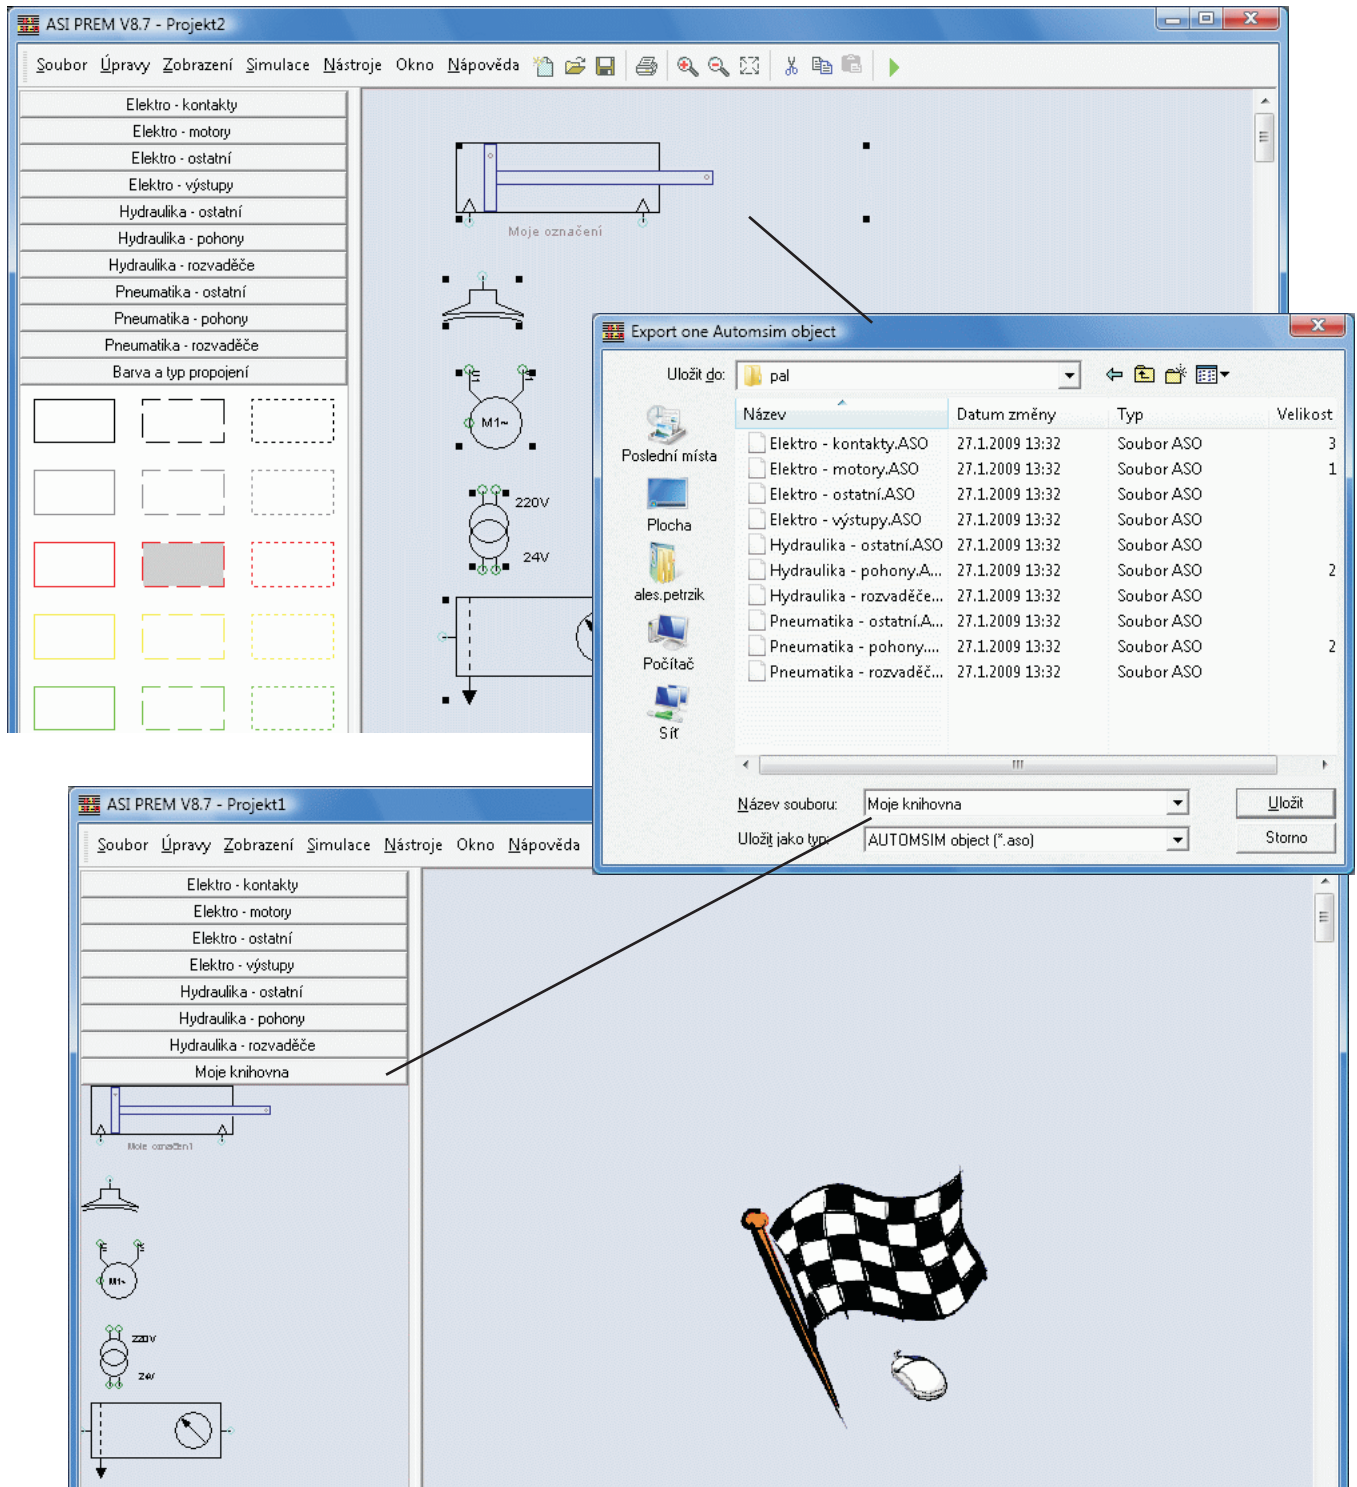 ASI PREM V8.7 - Projekt2
Soubor Úpravy Zobrazení Simulace Nástroje Okno Nápověda
Elektro - kontakty
Elektro - motory
Elektro - ostatní
Elektro - výstupy
Hydraulika - ostatní
Hydraulika - pohony
Hydraulika - rozvaděče
Pneumatika - ostatní
Pneumatika - pohony
Pneumatika - rozvaděče
Barva a typ propojení
Moje označení
M1~
220V
24V
Export one Automsim object
Uložit do: pal
Poslední místa
Plocha
ales.petrzik
Počítač
Síť
Název Datum změny Typ Velikost
Elektro - kontakty.ASO 27.1.2009 13:32 Soubor ASO 3
Elektro - motory.ASO 27.1.2009 13:32 Soubor ASO 1
Elektro - ostatní.ASO 27.1.2009 13:32 Soubor ASO
Elektro - výstupy.ASO 27.1.2009 13:32 Soubor ASO
Hydraulika - ostatní.ASO 27.1.2009 13:32 Soubor ASO
Hydraulika - pohony.A... 27.1.2009 13:32 Soubor ASO 2
Hydraulika - rozvaděče... 27.1.2009 13:32 Soubor ASO
Pneumatika - ostatní.A... 27.1.2009 13:32 Soubor ASO
Pneumatika - pohony.... 27.1.2009 13:32 Soubor ASO 2
Pneumatika - rozvaděč... 27.1.2009 13:32 Soubor ASO
Název souboru: Moje knihovna Uložit
Uložit jako typ: AUTOMSIM object (*.aso) Storno
ASI PREM V8.7 - Projekt1
Soubor Úpravy Zobrazení Simulace Nástroje Okno Nápověda
Elektro - kontakty
Elektro - motory
Elektro - ostatní
Elektro - výstupy
Hydraulika - ostatní
Hydraulika - pohony
Hydraulika - rozvaděče
Moje knihovna
Moje označení
M1~
220V
24V